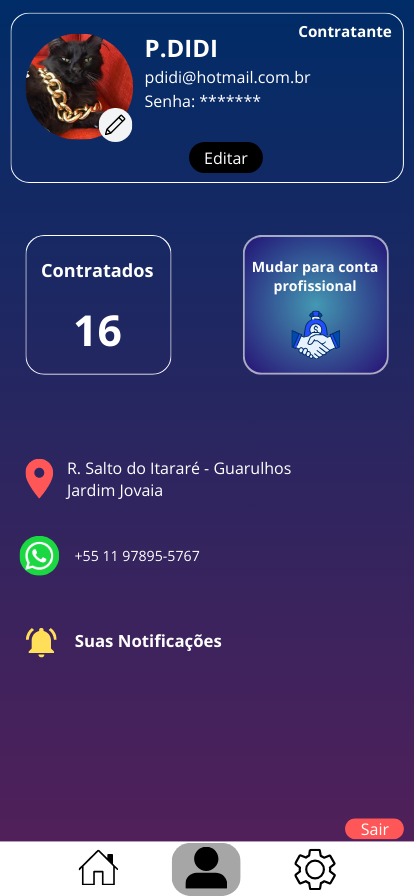 Contratante
P.DIDI
pdidi@hotmail.com.br
Senha: *******
Editar
Contratados
16
Mudar para conta
profissional
$
R. Salto do Itararé - Guarulhos
Jardim Jovaia
+55 11 97895-5767
Suas Notificações
Sair